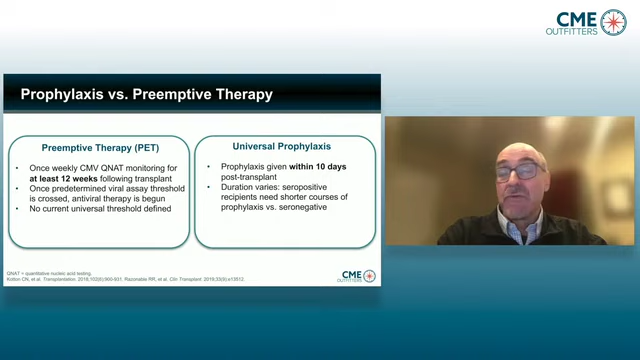 CME
OUTFITTERS
Prophylaxis vs. Preemptive Therapy
Preemptive Therapy (PET)
• Once weekly CMV QNAT monitoring for
at least 12 weeks following transplant
• Once predetermined viral assay threshold
is crossed, antiviral therapy is begun
• No current universal threshold defined
Universal Prophylaxis
• Prophylaxis given within 10 days
post-transplant
• Duration varies: seropositive
recipients need shorter courses of
prophylaxis vs. seronegative
QNAT = quantitative nucleic acid testing.
Kotton CN, et al. Transplantation. 2018;102(6):900-931. Razonable RR, et al. Clin Transplant. 2019;33(9):e13512.
CME
OUTFITTERS